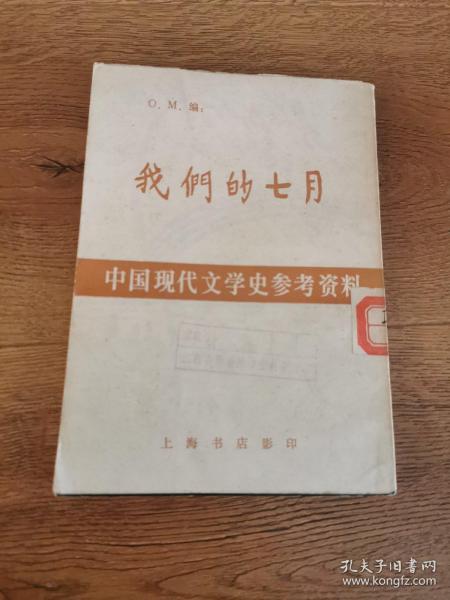 O. M. 编：
我們的七月
中国现代文学史参考资料
上海书店影印
孔夫子旧书网
www.kongfz.com